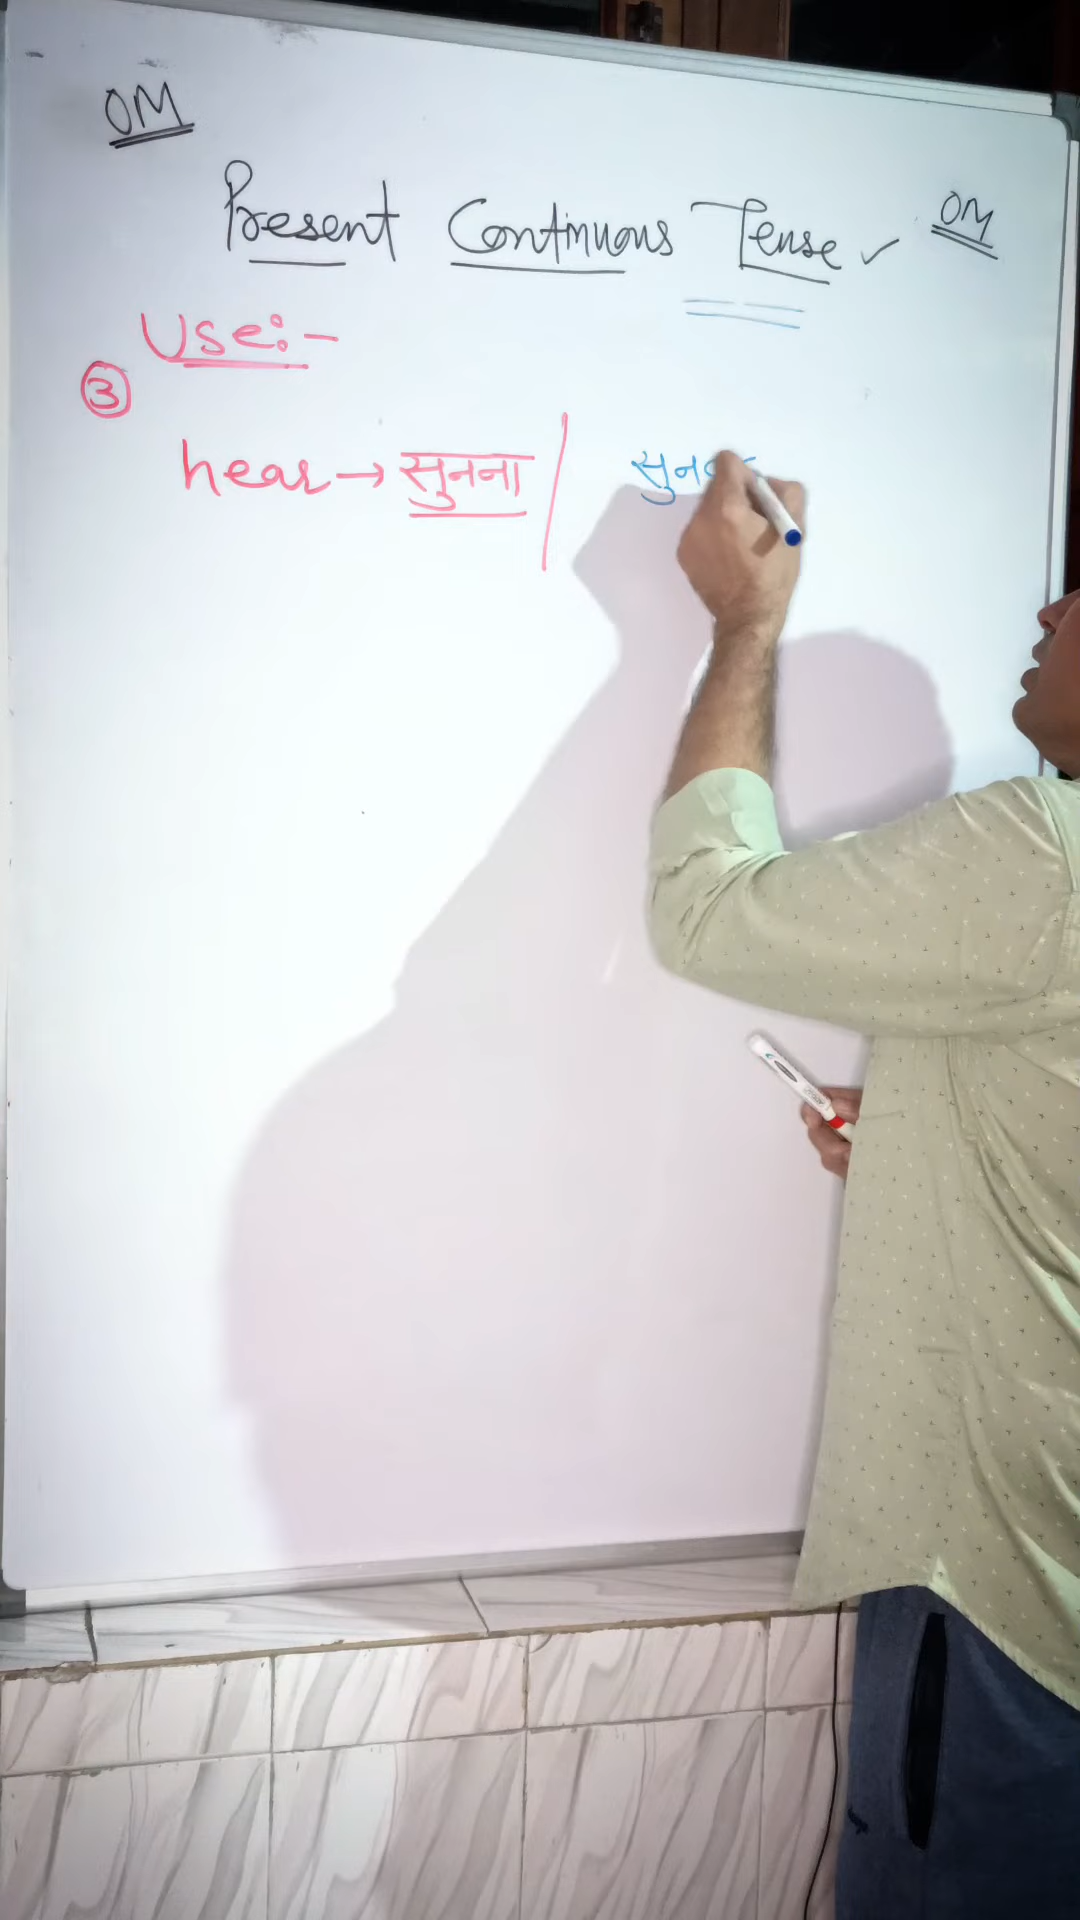 OM
Present Continuous Tense ✓ OM
Use:-
③
hear → सुनना /